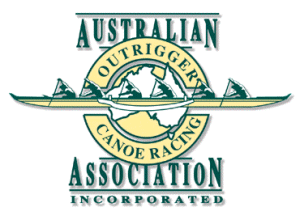 AUSTRALIAN
OUTRIGGER
CANOE RACING
ASSOCIATION
INCORPORATED